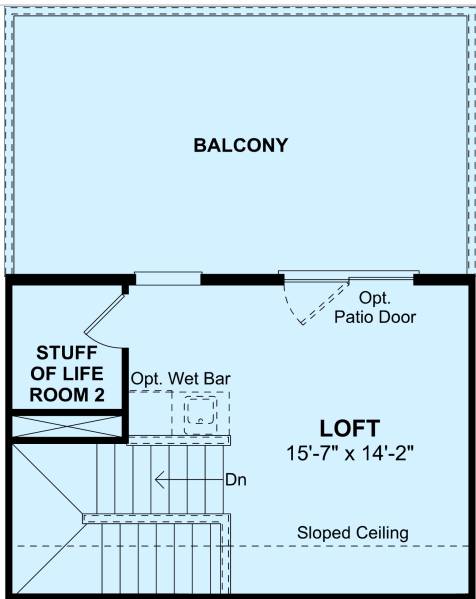 BALCONY
Opt.
Patio Door
STUFF
OF LIFE
ROOM 2
Opt. Wet Bar
LOFT
15'-7" x 14'-2"
Dn
Sloped Ceiling